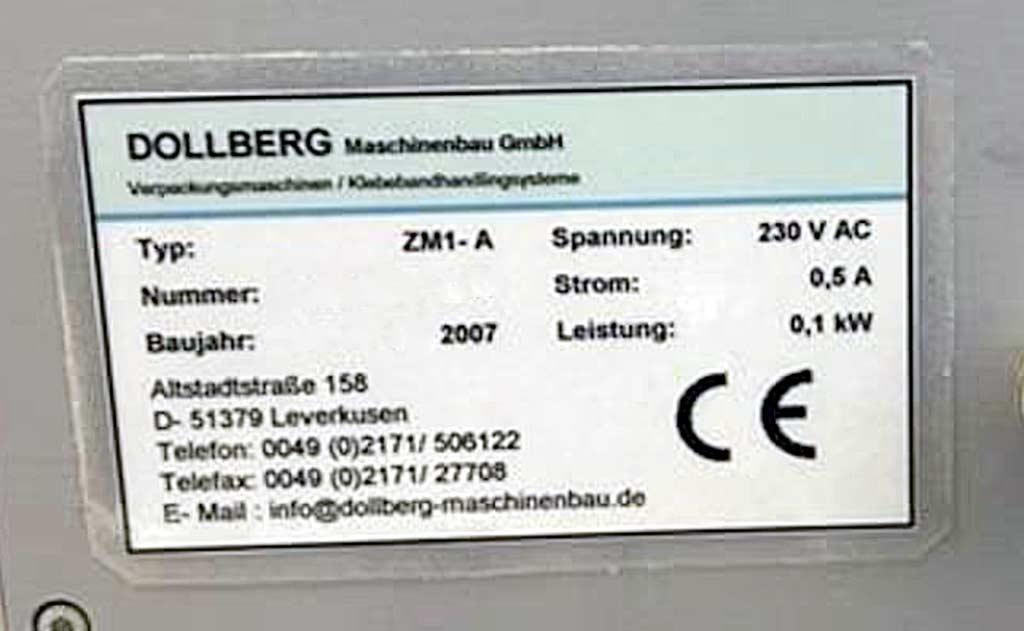 DOLLBERG Maschinenbau GmbH
Verpackungsmaschinen / Klebebandhandlingsysteme
Typ: ZM1- A Spannung: 230 V AC
Nummer: Strom: 0,5 A
Baujahr: 2007 Leistung: 0,1 kW
Altstadtstraße 158
D- 51379 Leverkusen
Telefon: 0049 (0)2171/ 506122
Telefax: 0049 (0)2171/ 27708
E- Mail : info@dollberg-maschinenbau.de
CE